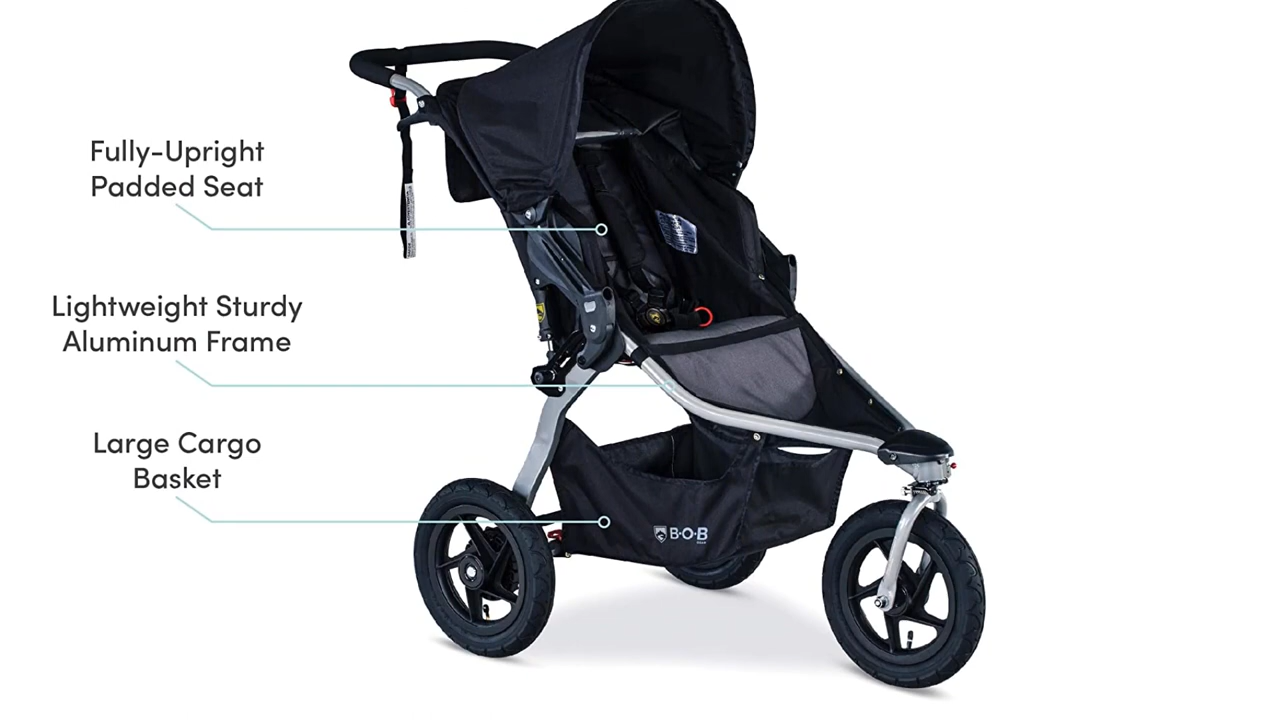 Fully-Upright
Padded Seat
Lightweight Sturdy
Aluminum Frame
Large Cargo
Basket
B·O·B